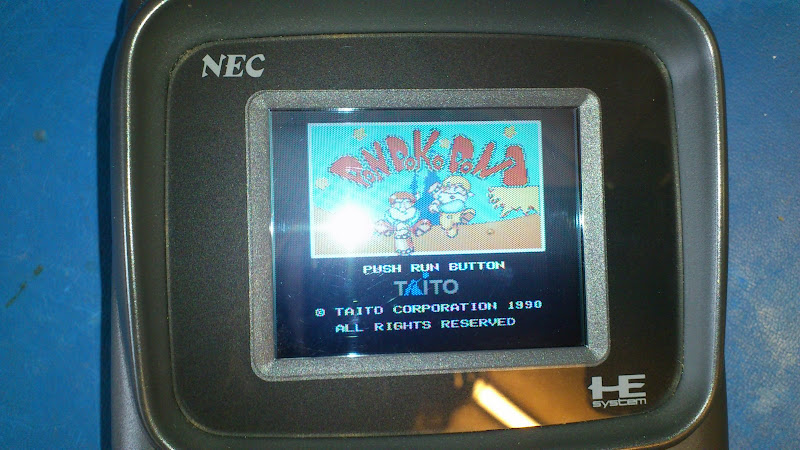 NEC
PON POKO PON
PUSH RUN BUTTON
TAITO
© TAITO CORPORATION 1990
ALL RIGHTS RESERVED
HE
SYSTEM